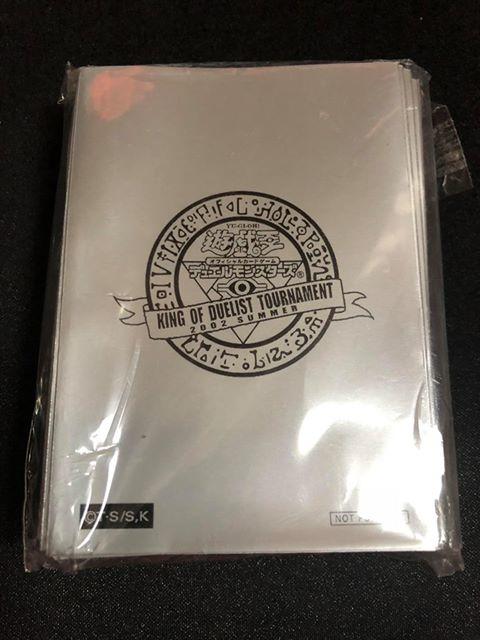 YU-GI-OH!
遊戯王
オフィシャルカードゲーム
デュエルモンスターズ®
KING OF DUELIST TOURNAMENT
2002 SUMMER
©T·S/S,K
NOT